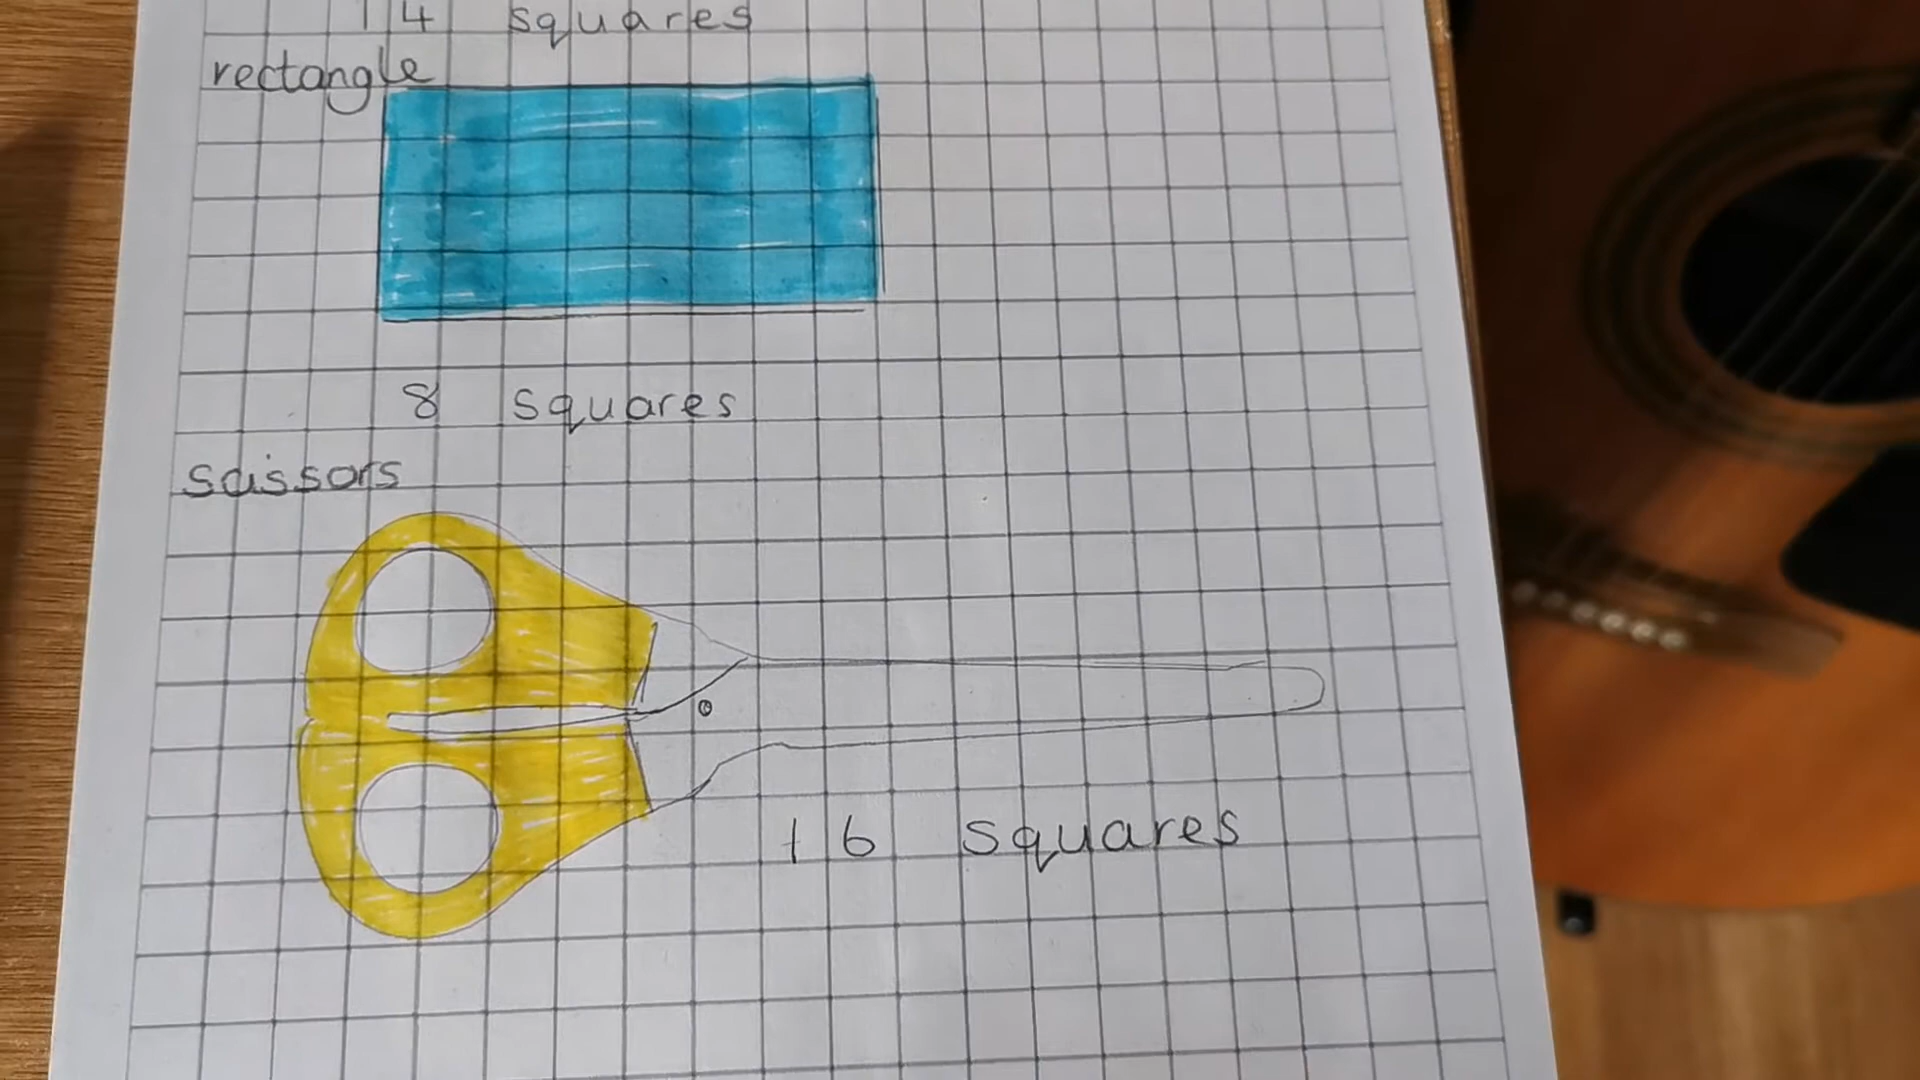 14 squares
rectangle
8 squares
scissors
16 squares